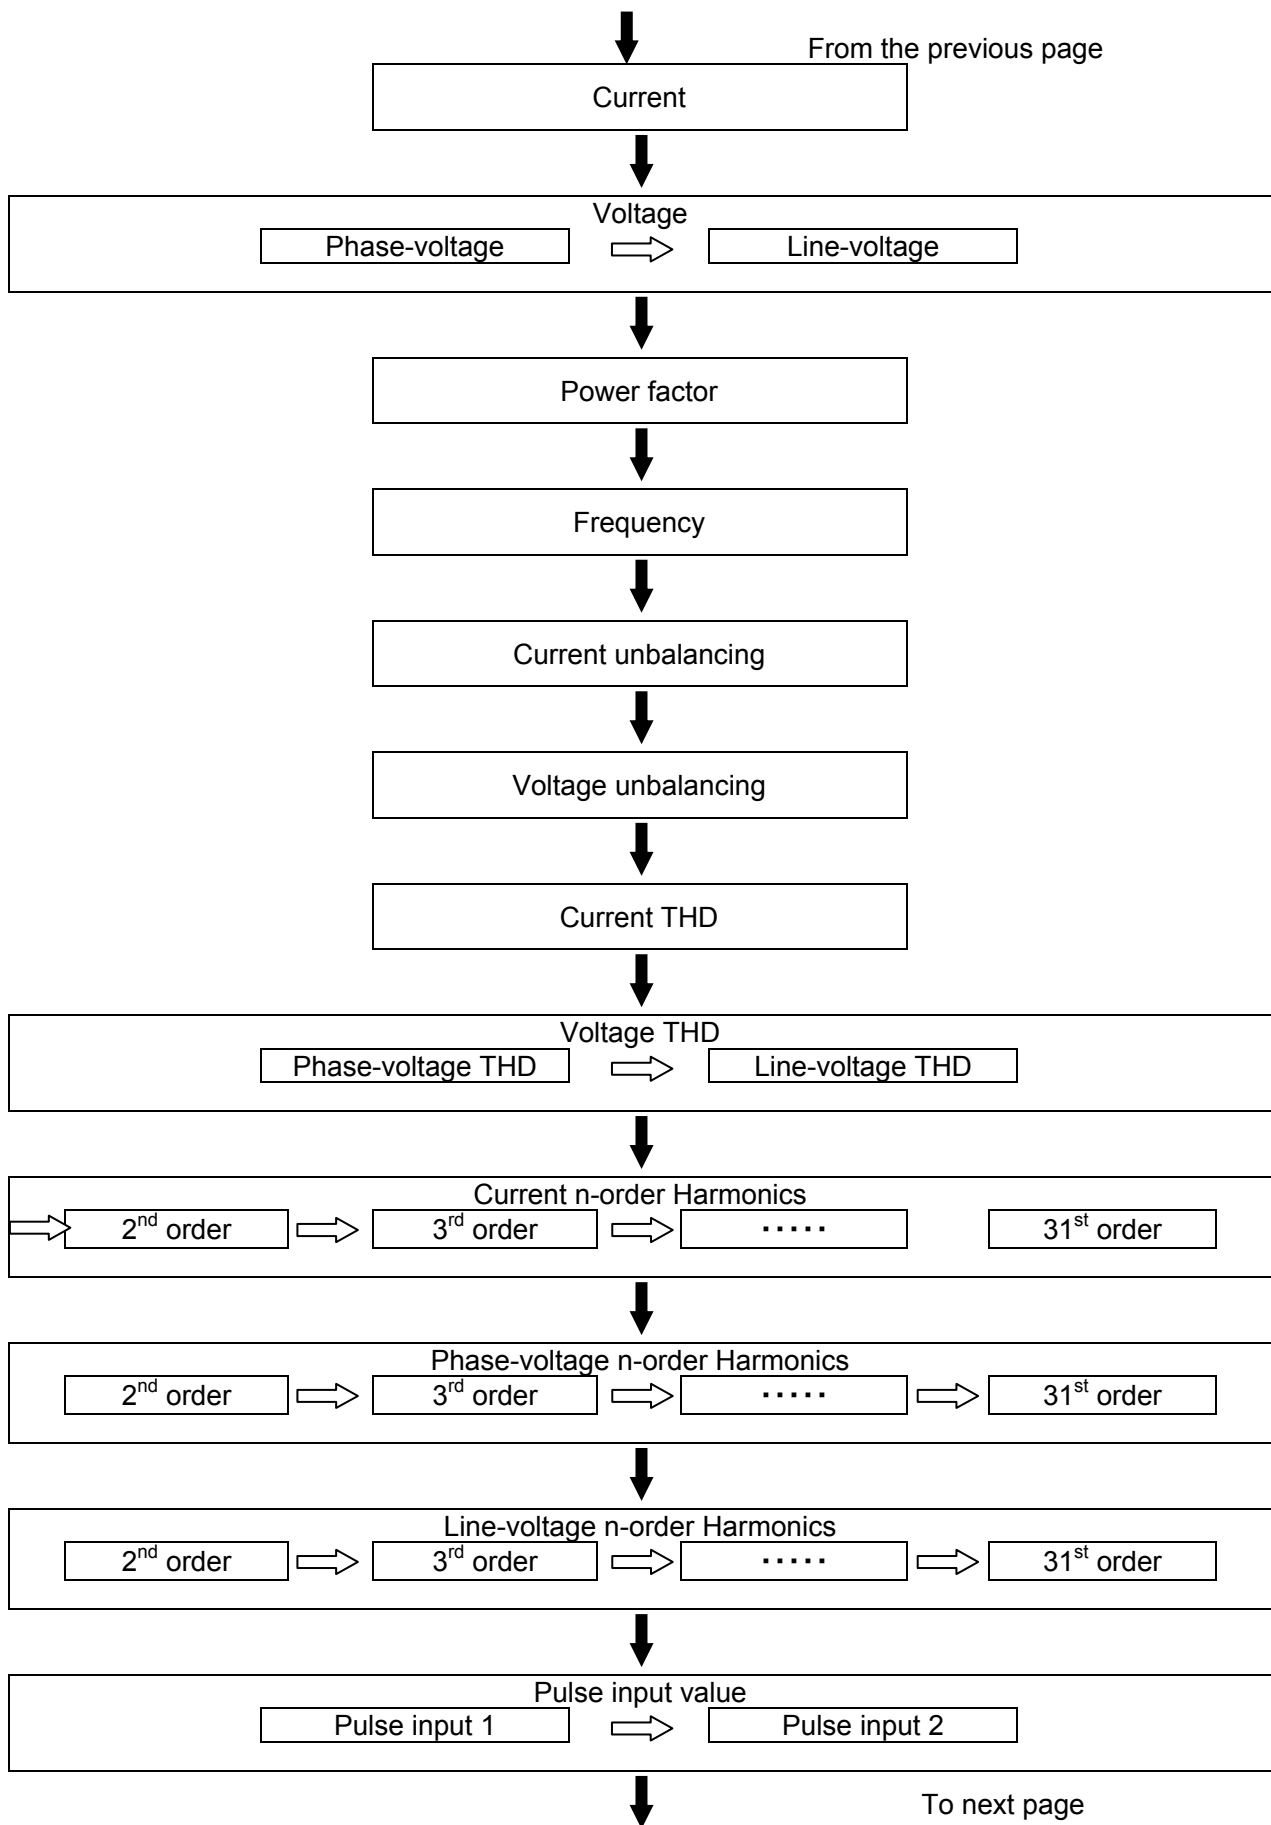 From the previous page
Current
Voltage
Phase-voltage Line-voltage
Power factor
Frequency
Current unbalancing
Voltage unbalancing
Current THD
Voltage THD
Phase-voltage THD Line-voltage THD
Current n-order Harmonics
2nd order 3rd order ····· 31st order
Phase-voltage n-order Harmonics
2nd order 3rd order ····· 31st order
Line-voltage n-order Harmonics
2nd order 3rd order ····· 31st order
Pulse input value
Pulse input 1 Pulse input 2
To next page